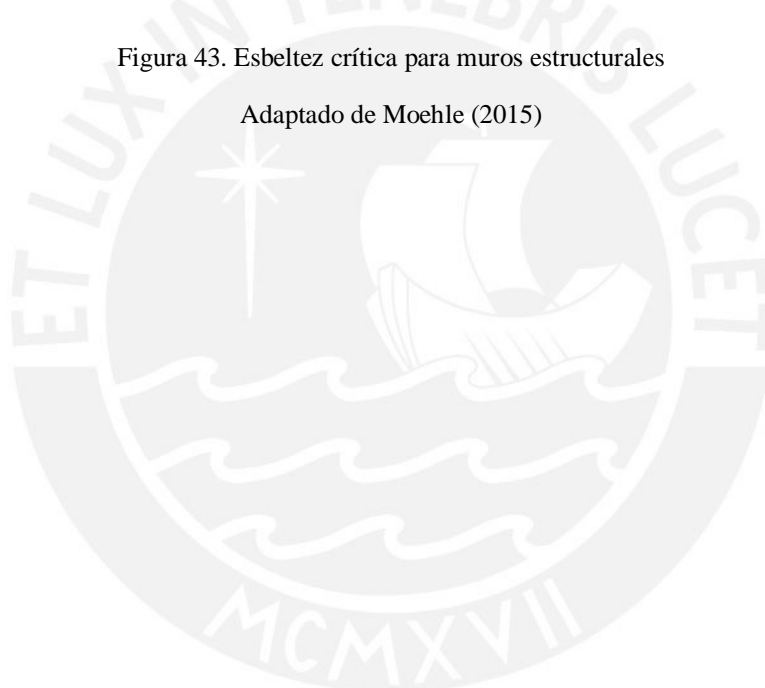 Figura 43. Esbeltez crítica para muros estructurales
Adaptado de Moehle (2015)
ET LUX IN TENEBRIS LUCET
MCMXVII